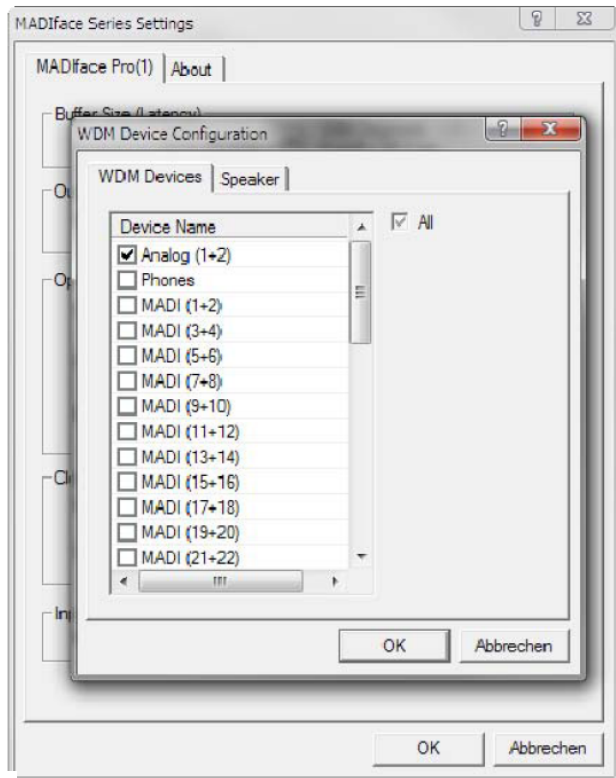 MADIface Series Settings
MADIface Pro(1) About
Buffer Size (Latency)
WDM Device Configuration
WDM Devices Speaker
Device Name
All
Analog (1+2)
Phones
MADI (1+2)
MADI (3+4)
MADI (5+6)
MADI (7+8)
MADI (9+10)
MADI (11+12)
MADI (13+14)
MADI (15+16)
MADI (17+18)
MADI (19+20)
MADI (21+22)
OK Abbrechen
OK Abbrechen